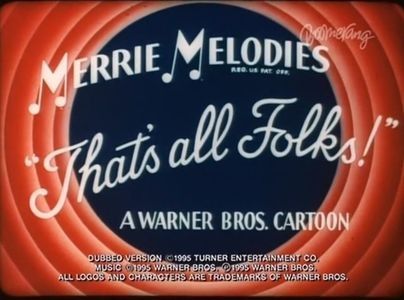 Boomerang
MERRIE MELODIES
REG. U.S. PAT. OFF.
"That's all Folks!"
A WARNER BROS. CARTOON
DUBBED VERSION ©1995 TURNER ENTERTAINMENT CO.
MUSIC ©1995 WARNER BROS. ℗1995 WARNER BROS.
ALL LOGOS AND CHARACTERS ARE TRADEMARKS OF WARNER BROS.